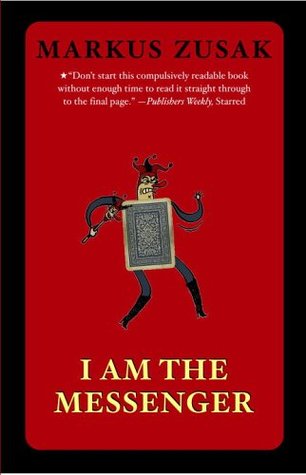 MARKUS ZUSAK
★"Don't start this compulsively readable book
without enough time to read it straight through
to the final page." —Publishers Weekly, Starred
I AM THE
MESSENGER